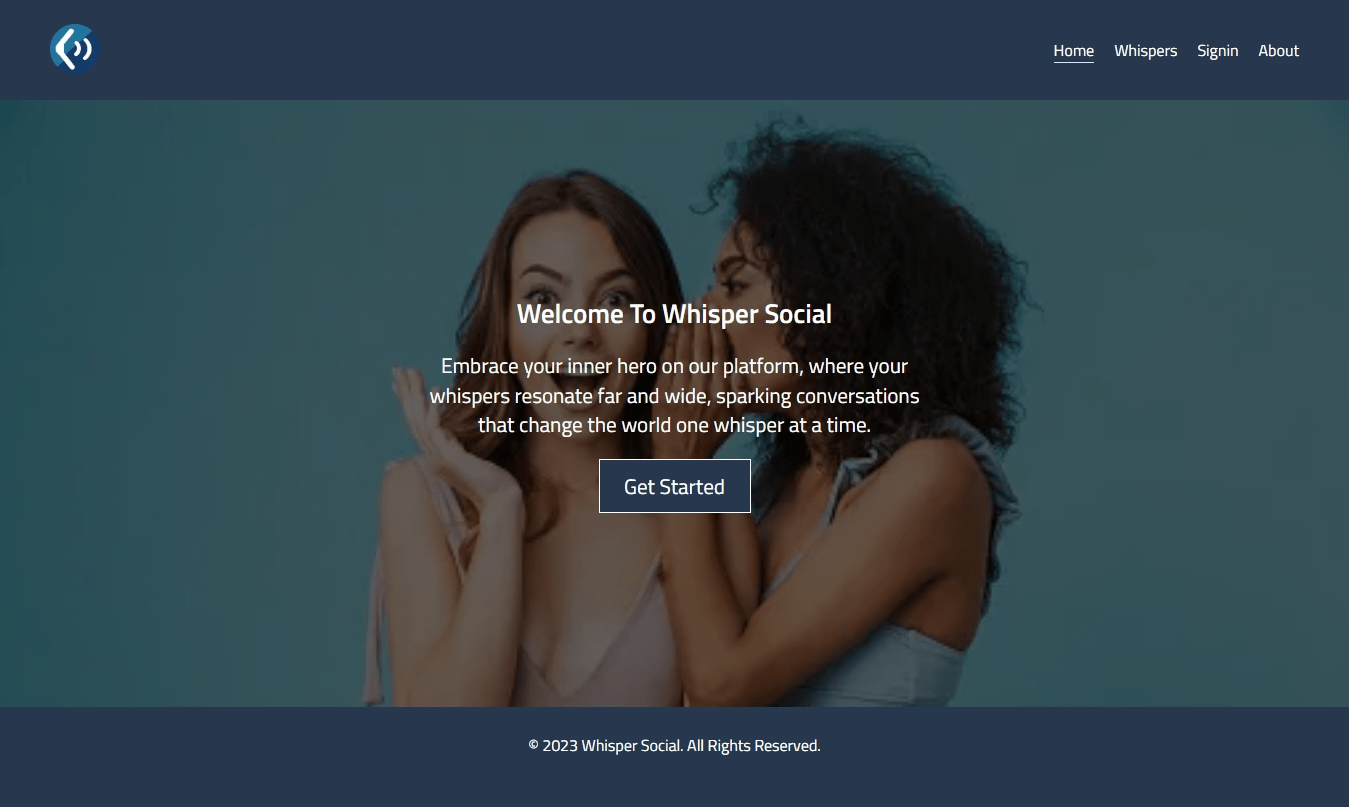 Home Whispers Signin About
Welcome To Whisper Social
Embrace your inner hero on our platform, where your
whispers resonate far and wide, sparking conversations
that change the world one whisper at a time.
Get Started
© 2023 Whisper Social. All Rights Reserved.